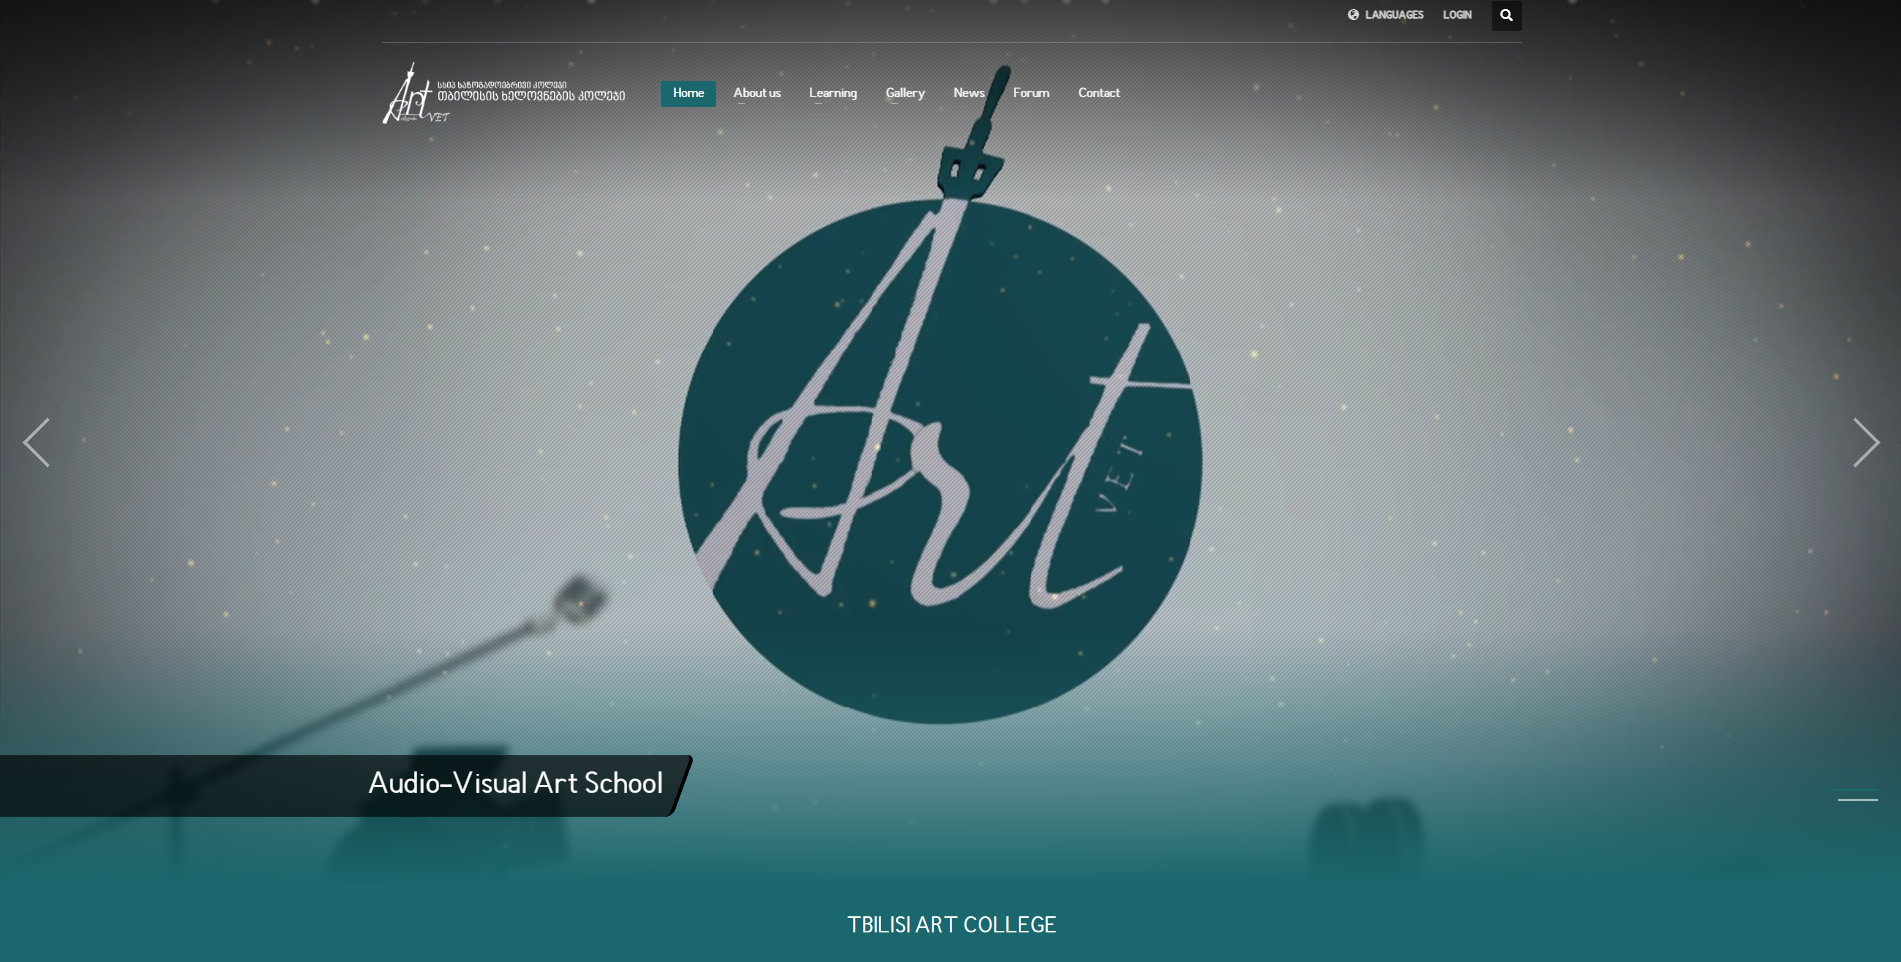 LANGUAGES LOGIN
სსიპ საზოგადოებრივი კოლეჯი
თბილისის ხელოვნების კოლეჯი
Art VET
Home About us Learning Gallery News Forum Contact
Art
VET
Audio-Visual Art School
TBILISI ART COLLEGE